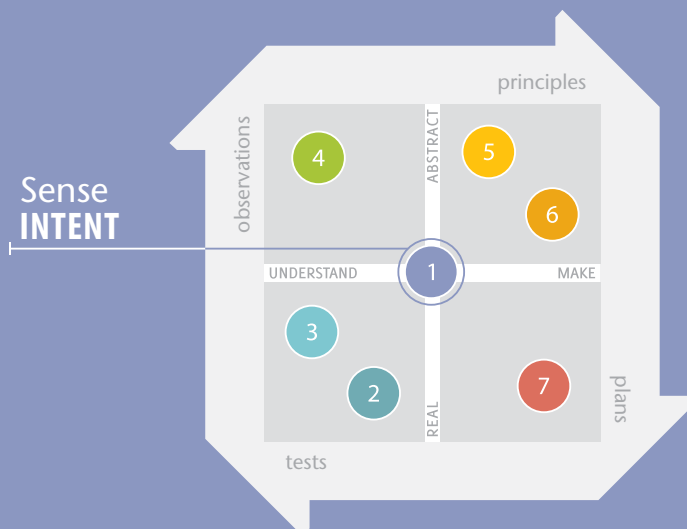 principles
observations
ABSTRACT
4
5
6
Sense
INTENT
UNDERSTAND
1
MAKE
3
2
7
REAL
plans
tests